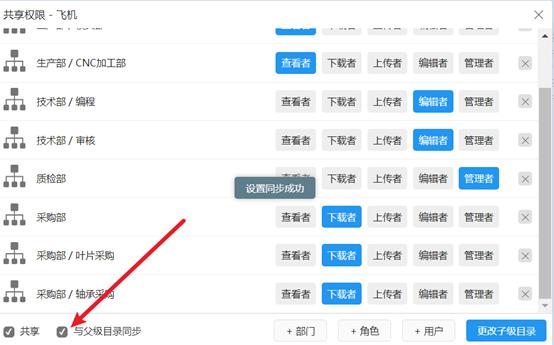 共享权限 - 飞机
生产部 / CNC加工部 查看者 下载者 上传者 编辑者 管理者
技术部 / 编程 查看者 下载者 上传者 编辑者 管理者
技术部 / 审核 查看者 下载者 上传者 编辑者 管理者
质检部 下载者 上传者 编辑者 管理者
设置同步成功
采购部 查看者 下载者 上传者 编辑者 管理者
采购部 / 叶片采购 查看者 下载者 上传者 编辑者 管理者
采购部 / 轴承采购 查看者 下载者 上传者 编辑者 管理者
共享 与父级目录同步 + 部门 + 角色 + 用户 更改子级目录